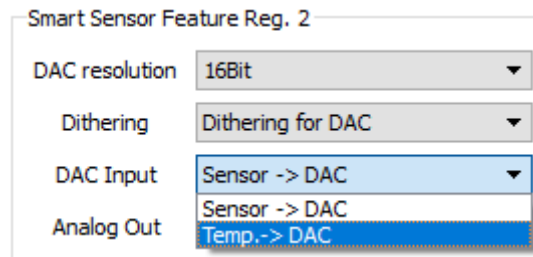 Smart Sensor Feature Reg. 2
DAC resolution 16Bit
Dithering Dithering for DAC
DAC Input Sensor -> DAC
Sensor -> DAC
Analog Out Temp.-> DAC